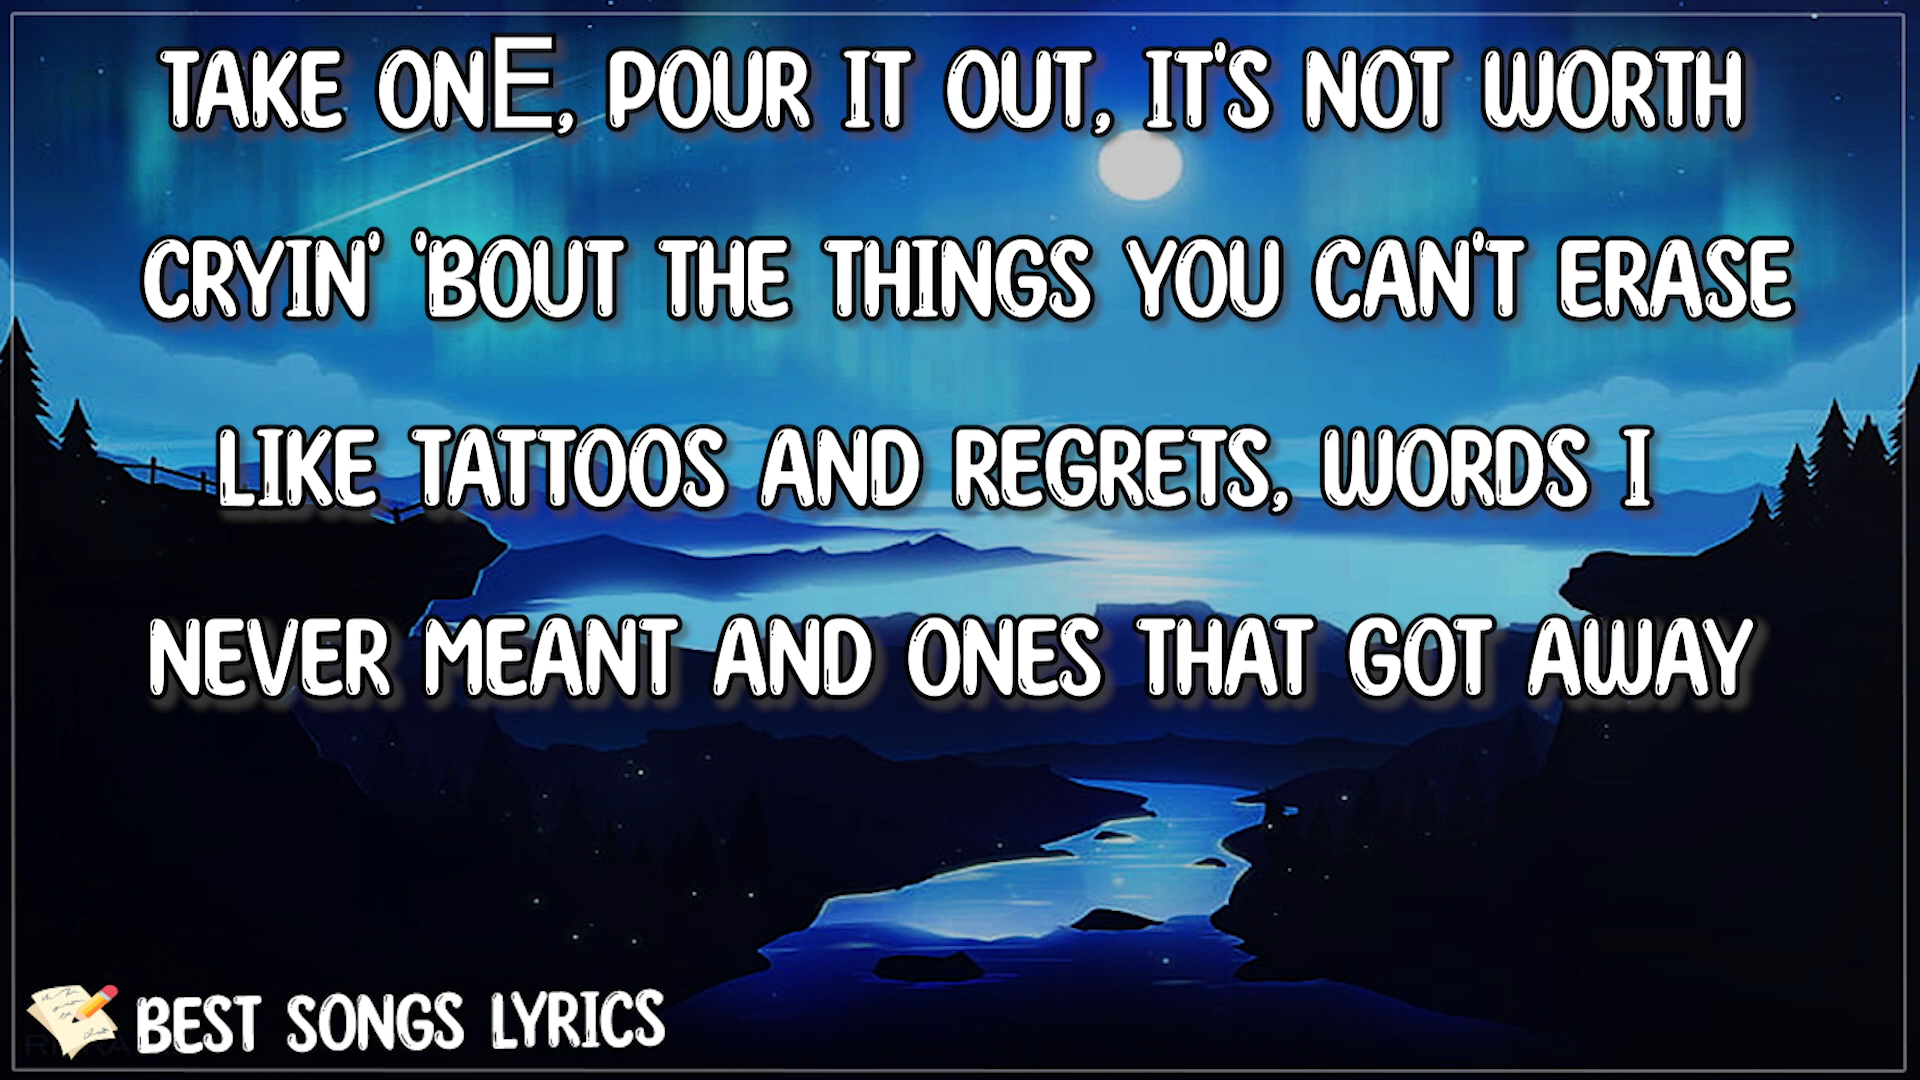 TAKE ONE, POUR IT OUT, IT'S NOT WORTH
CRYIN' 'BOUT THE THINGS YOU CAN'T ERASE
LIKE TATTOOS AND REGRETS, WORDS I
NEVER MEANT AND ONES THAT GOT AWAY
BEST SONGS LYRICS